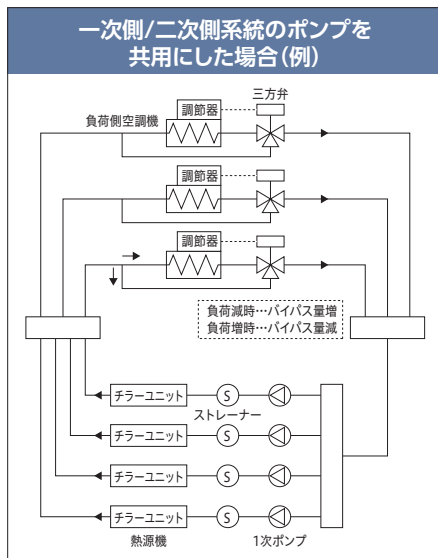 一次側/二次側系統のポンプを
共用にした場合(例)
三方弁
調節器
負荷側空調機
調節器
調節器
負荷減時…バイパス量増
負荷増時…バイパス量減
チラーユニット
S
ストレーナー
チラーユニット
S
チラーユニット
S
チラーユニット
S
熱源機
1次ポンプ